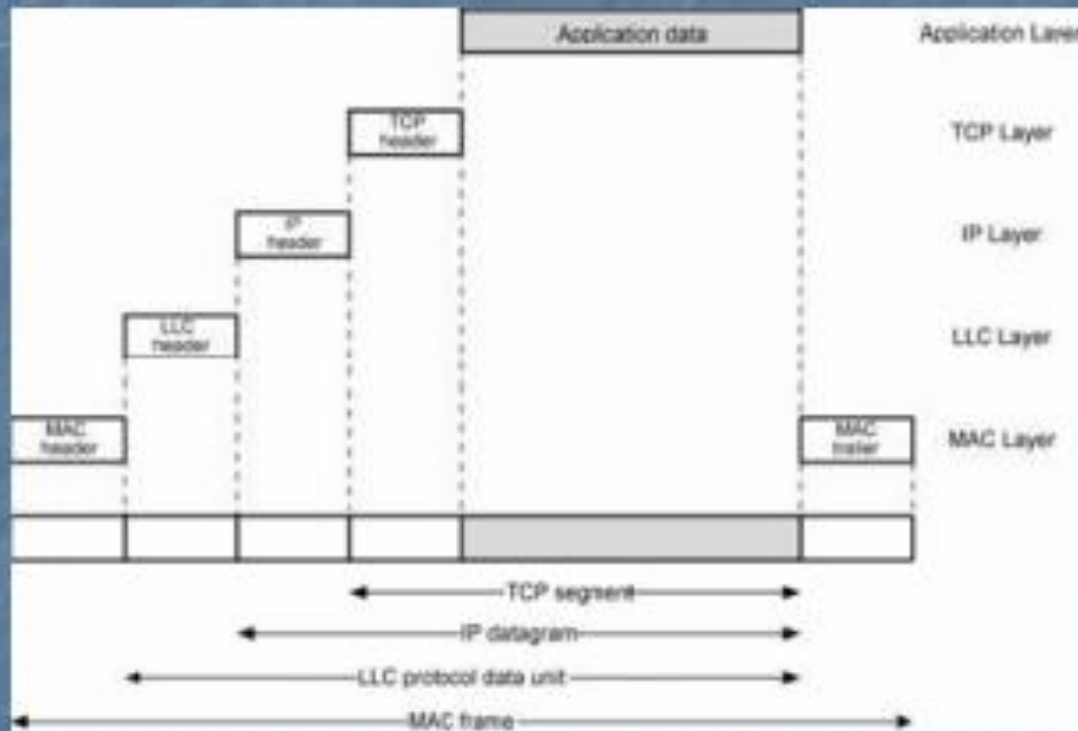 Application data
Application Layer
TCP
header
TCP Layer
IP
header
IP Layer
LLC
header
LLC Layer
MAC
header
MAC
trailer
MAC Layer
TCP segment
IP datagram
LLC protocol data unit
MAC frame